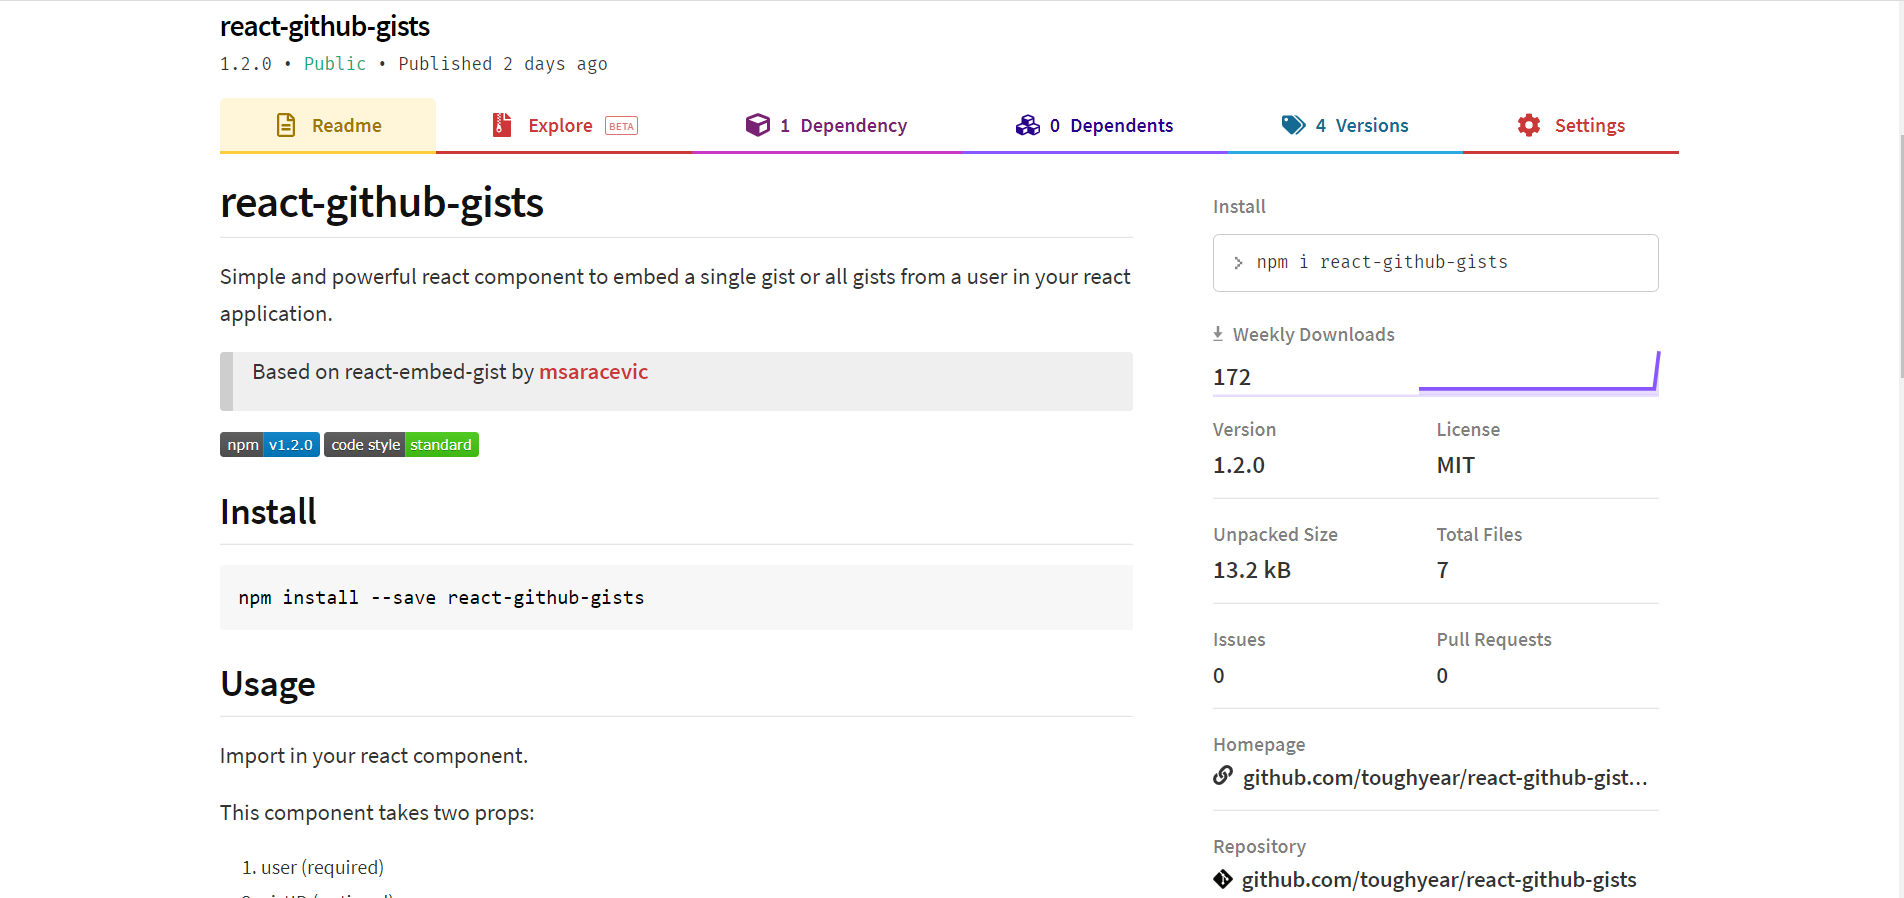 react-github-gists
1.2.0 • Public • Published 2 days ago
Readme
Explore BETA
1 Dependency
0 Dependents
4 Versions
Settings
react-github-gists
Simple and powerful react component to embed a single gist or all gists from a user in your react
application.
Based on react-embed-gist by msaracevic
npm v1.2.0 code style standard
Install
npm install --save react-github-gists
Usage
Import in your react component.
This component takes two props:
1. user (required)
Install
> npm i react-github-gists
Weekly Downloads
172
Version
1.2.0
License
MIT
Unpacked Size
13.2 kB
Total Files
7
Issues
0
Pull Requests
0
Homepage
github.com/toughyear/react-github-gist...
Repository
github.com/toughyear/react-github-gists